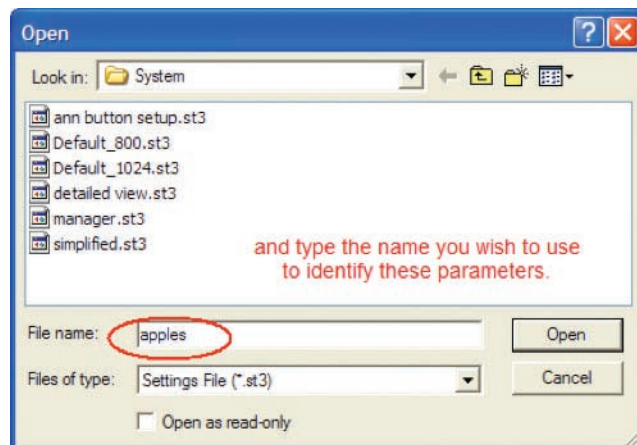 Open
Look in: System
ann button setup.st3
Default_800.st3
Default_1024.st3
detailed view.st3
manager.st3
simplified.st3
and type the name you wish to use
to identify these parameters.
File name: apples Open
Files of type: Settings File (*.st3) Cancel
Open as read-only